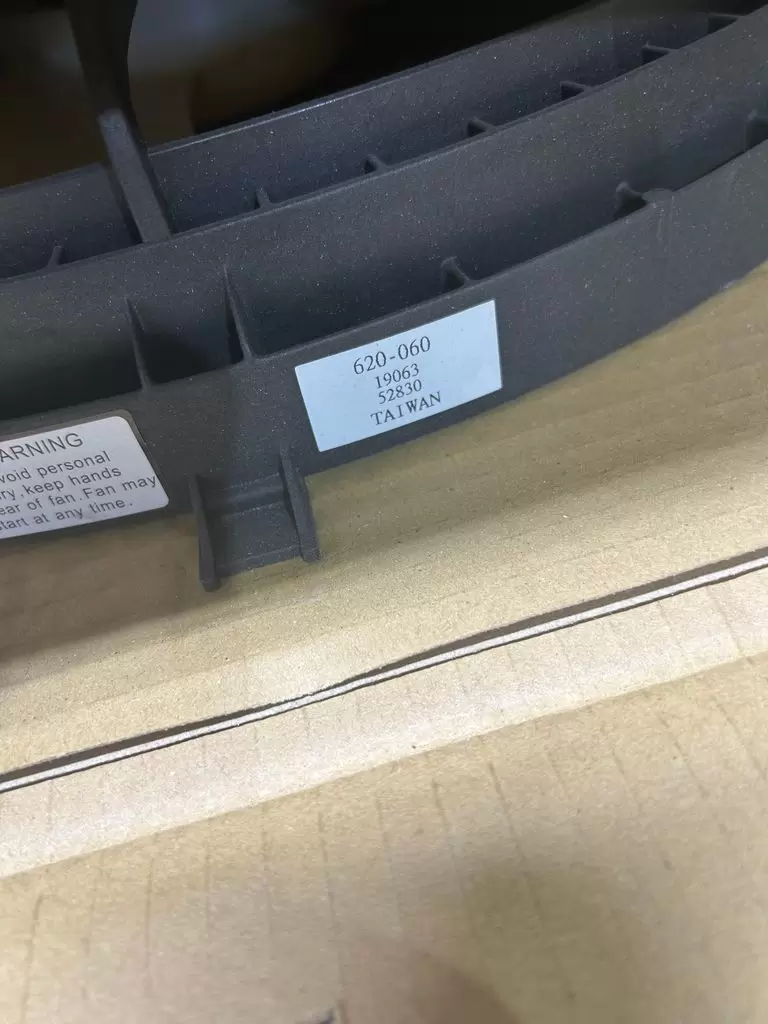 620-060
19063
52830
TAIWAN
ARNING
void personal
ry, keep hands
ear of fan. Fan may
start at any time.